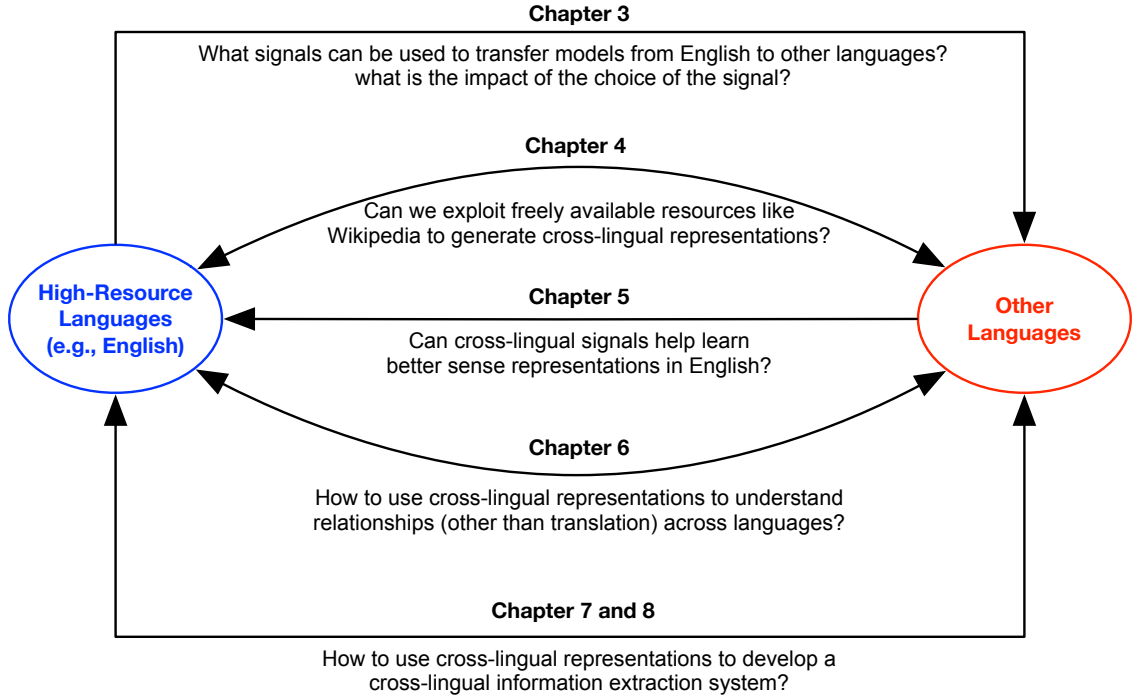 Chapter 3
What signals can be used to transfer models from English to other languages?
what is the impact of the choice of the signal?
Chapter 4
Can we exploit freely available resources like
Wikipedia to generate cross-lingual representations?
High-Resource
Languages
(e.g., English)
Chapter 5
Can cross-lingual signals help learn
better sense representations in English?
Other
Languages
Chapter 6
How to use cross-lingual representations to understand
relationships (other than translation) across languages?
Chapter 7 and 8
How to use cross-lingual representations to develop a
cross-lingual information extraction system?